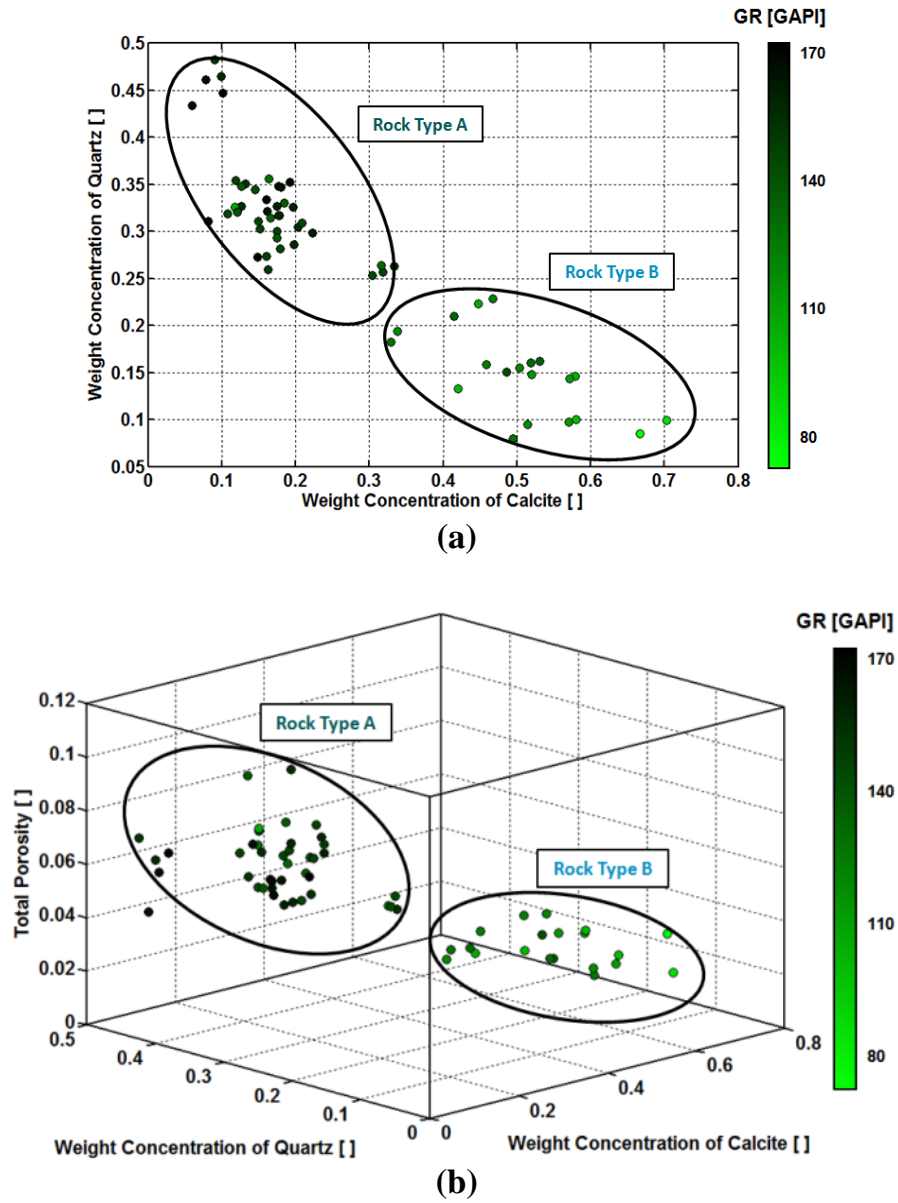 GR [GAPI]
0.5
0.45
0.4
0.35
0.3
0.25
0.2
0.15
0.1
0.05
Weight Concentration of Quartz [ ]
Rock Type A
Rock Type B
170
140
110
80
0 0.1 0.2 0.3 0.4 0.5 0.6 0.7 0.8
Weight Concentration of Calcite [ ]
(a)
GR [GAPI]
0.12
0.1
0.08
0.06
0.04
0.02
0
Total Porosity [ ]
Rock Type A
Rock Type B
170
140
110
80
0.5 0.4 0.3 0.2 0.1 0
0 0.2 0.4 0.6 0.8
Weight Concentration of Quartz [ ]
Weight Concentration of Calcite [ ]
(b)